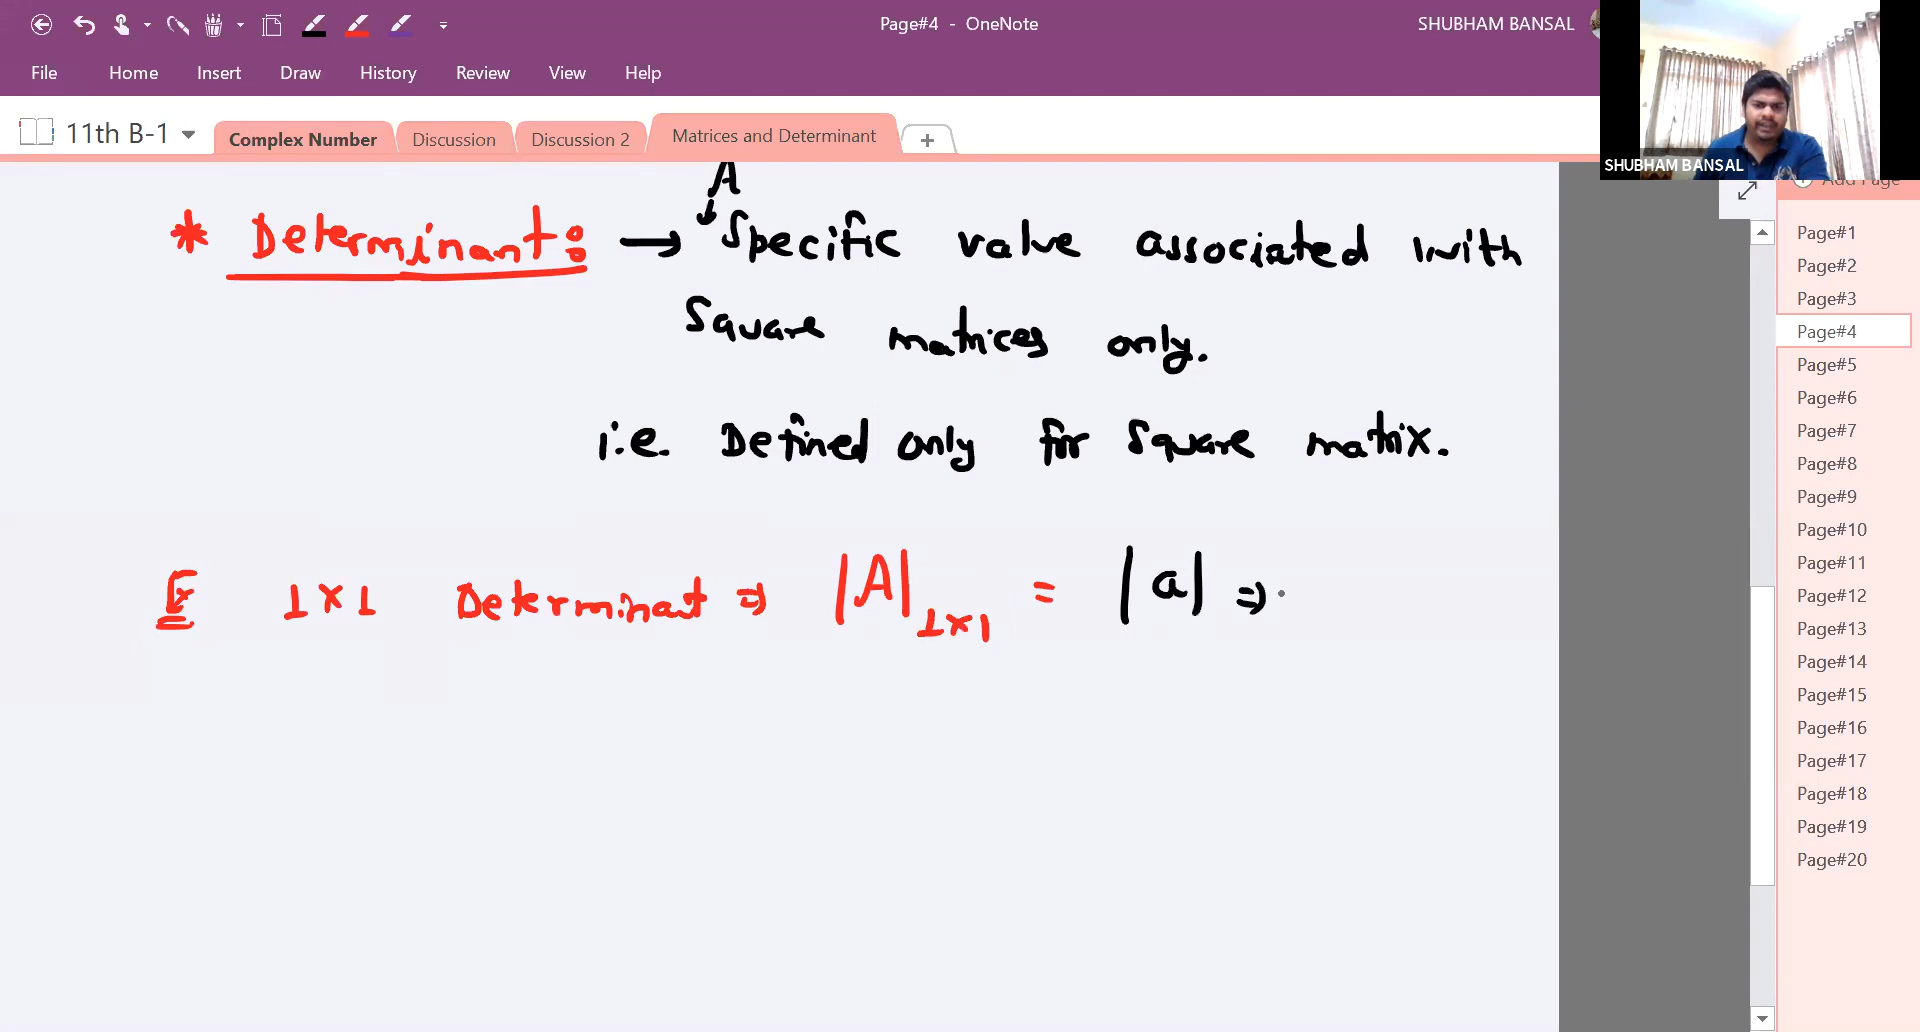 Page#4 - OneNote
SHUBHAM BANSAL
File Home Insert Draw History Review View Help
SHUBHAM BANSAL
11th B-1 Complex Number Discussion Discussion 2 Matrices and Determinant +
Add Page
A
* Determinant: → Specific value associated with
Square matrices only.
i.e. Defined only for square matrix.
1×1 Determinant ⇒ |A| 1×1 = |a| ⇒
Page#1
Page#2
Page#3
Page#4
Page#5
Page#6
Page#7
Page#8
Page#9
Page#10
Page#11
Page#12
Page#13
Page#14
Page#15
Page#16
Page#17
Page#18
Page#19
Page#20